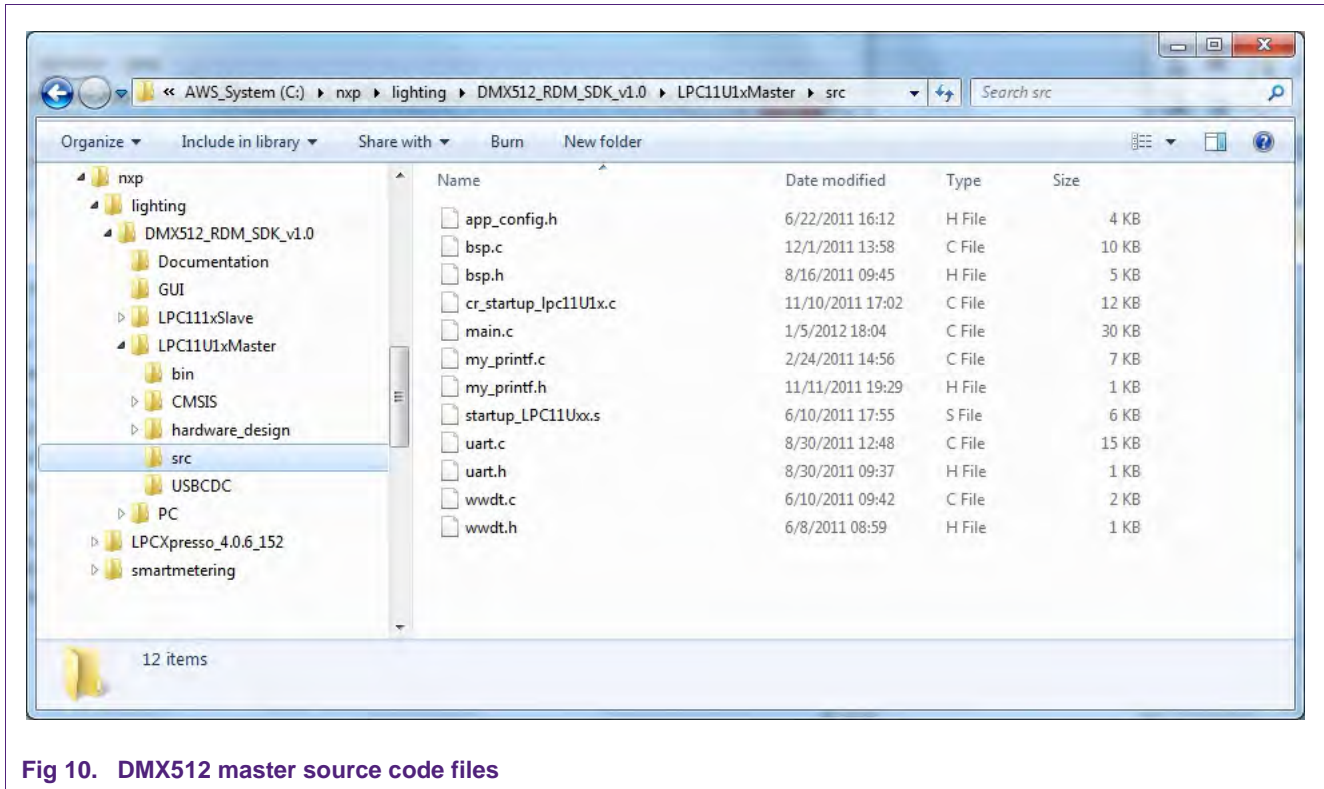 « AWS_System (C:) ▸ nxp ▸ lighting ▸ DMX512_RDM_SDK_v1.0 ▸ LPC11U1xMaster ▸ src
Search src
Organize Include in library Share with Burn New folder
nxp
lighting
DMX512_RDM_SDK_v1.0
Documentation
GUI
LPC111xSlave
LPC11U1xMaster
bin
CMSIS
hardware_design
src
USBCDC
PC
LPCXpresso_4.0.6_152
smartmetering
Name Date modified Type Size
app_config.h 6/22/2011 16:12 H File 4 KB
bsp.c 12/1/2011 13:58 C File 10 KB
bsp.h 8/16/2011 09:45 H File 5 KB
cr_startup_lpc11U1x.c 11/10/2011 17:02 C File 12 KB
main.c 1/5/2012 18:04 C File 30 KB
my_printf.c 2/24/2011 14:56 C File 7 KB
my_printf.h 11/11/2011 19:29 H File 1 KB
startup_LPC11Uxx.s 6/10/2011 17:55 S File 6 KB
uart.c 8/30/2011 12:48 C File 15 KB
uart.h 8/30/2011 09:37 H File 1 KB
wwdt.c 6/10/2011 09:42 C File 2 KB
wwdt.h 6/8/2011 08:59 H File 1 KB
12 items
Fig 10. DMX512 master source code files